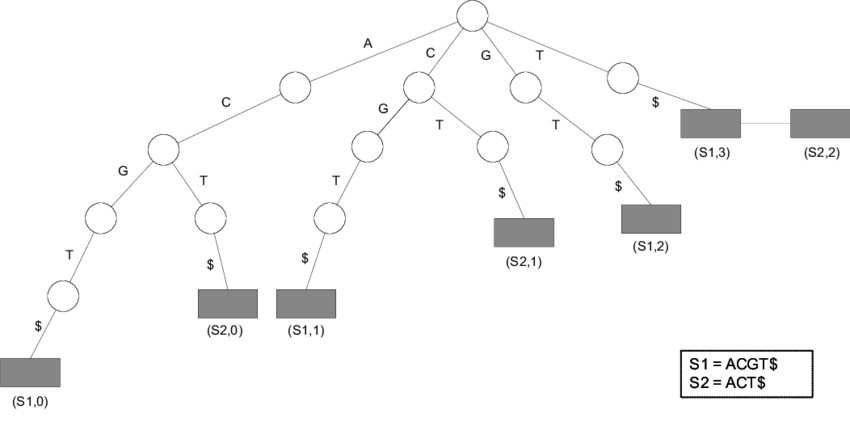 A
C
G
T
C
G
T
$
G
T
T
(S1,3)
(S2,2)
T
$
$
(S1,2)
T
$
$
(S2,1)
$
(S2,0)
(S1,1)
S1 = ACGT$
S2 = ACT$
(S1,0)